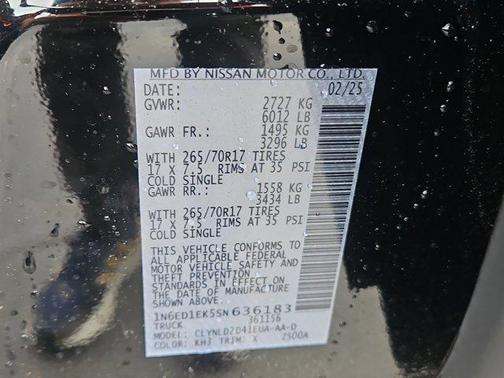 MFD BY NISSAN MOTOR CO., LTD.
DATE: 02/25
GVWR: 2727 KG
6012 LB
GAWR FR.: 1495 KG
3296 LB
WITH 265/70R17 TIRES
17 X 7.5 RIMS AT 35 PSI
COLD SINGLE
GAWR RR.: 1558 KG
3434 LB
WITH 265/70R17 TIRES
17 X 7.5 RIMS AT 35 PSI
COLD SINGLE
THIS VEHICLE CONFORMS TO
ALL APPLICABLE FEDERAL
MOTOR VEHICLE SAFETY AND
THEFT PREVENTION
STANDARDS IN EFFECT ON
THE DATE OF MANUFACTURE
SHOWN ABOVE.
1N6ED1EK5SN636183
TRUCK 361156
MODEL: CLYNLD2D41EUA-AA-D
COLOR: KH3 TRIM: X 2500A